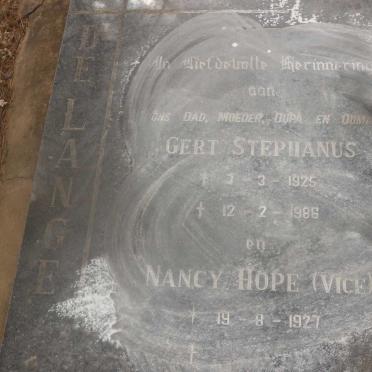 DE LANGE
In Liefdevolle Herinnering
aan
ONS DAD, MOEDER, OUPA EN OUMA
GERT STEPHANUS
3 - 3 - 1925
✝ 12 - 2 - 1986
en
NANCY HOPE (VICE)
19 - 8 - 1927
✝